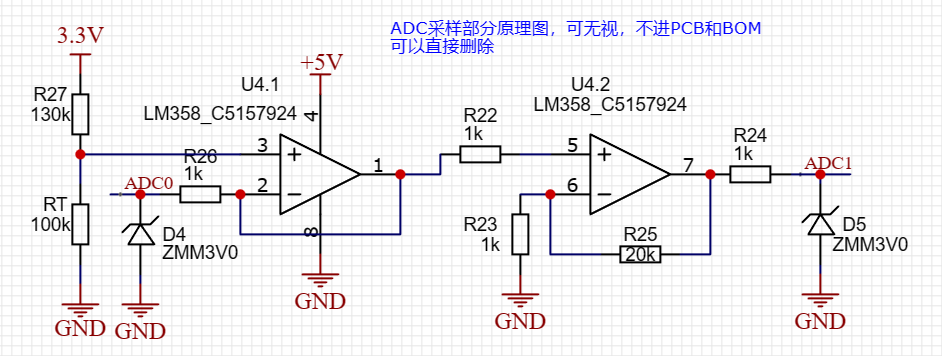 ADC采样部分原理图，可无视，不进PCB和BOM
可以直接删除
3.3V
+5V
U4.1
LM358_C5157924
U4.2
LM358_C5157924
R27
130k
4
R22
1k
R24
1k
3
+
1
5
+
7
ADC1
R26
1k
ADC0
2
−
6
−
RT
100k
D4
ZMM3V0
8
R23
1k
R25
20k
D5
ZMM3V0
GND
GND
GND
GND
GND